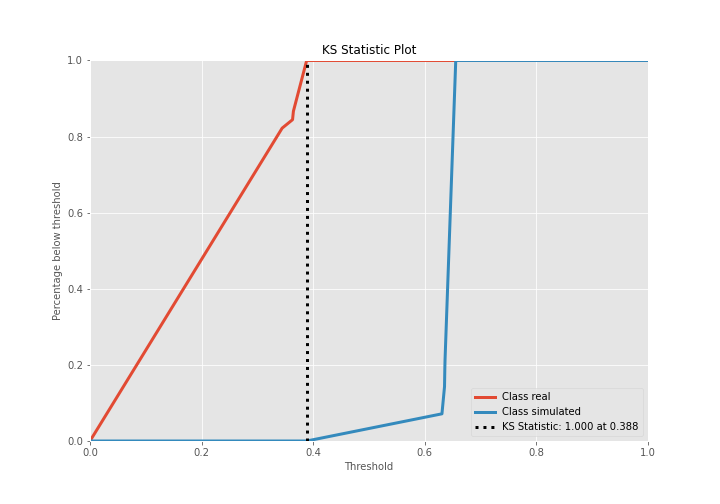 KS Statistic Plot
1.0
0.8
0.6
0.4
0.2
0.0
Percentage below threshold
0.0 0.2 0.4 0.6 0.8 1.0
Threshold
Class real
Class simulated
KS Statistic: 1.000 at 0.388